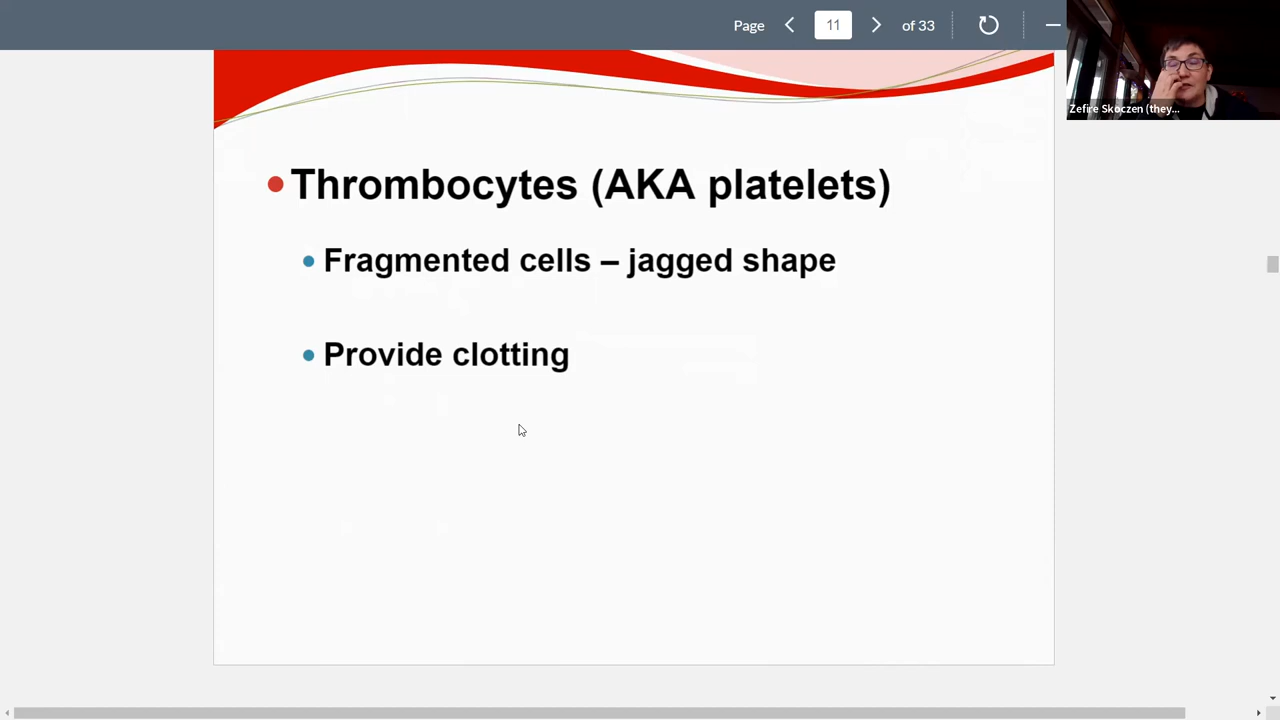 Page 11 of 33
Zefire Skoczen (they...
•Thrombocytes (AKA platelets)
•Fragmented cells – jagged shape
•Provide clotting